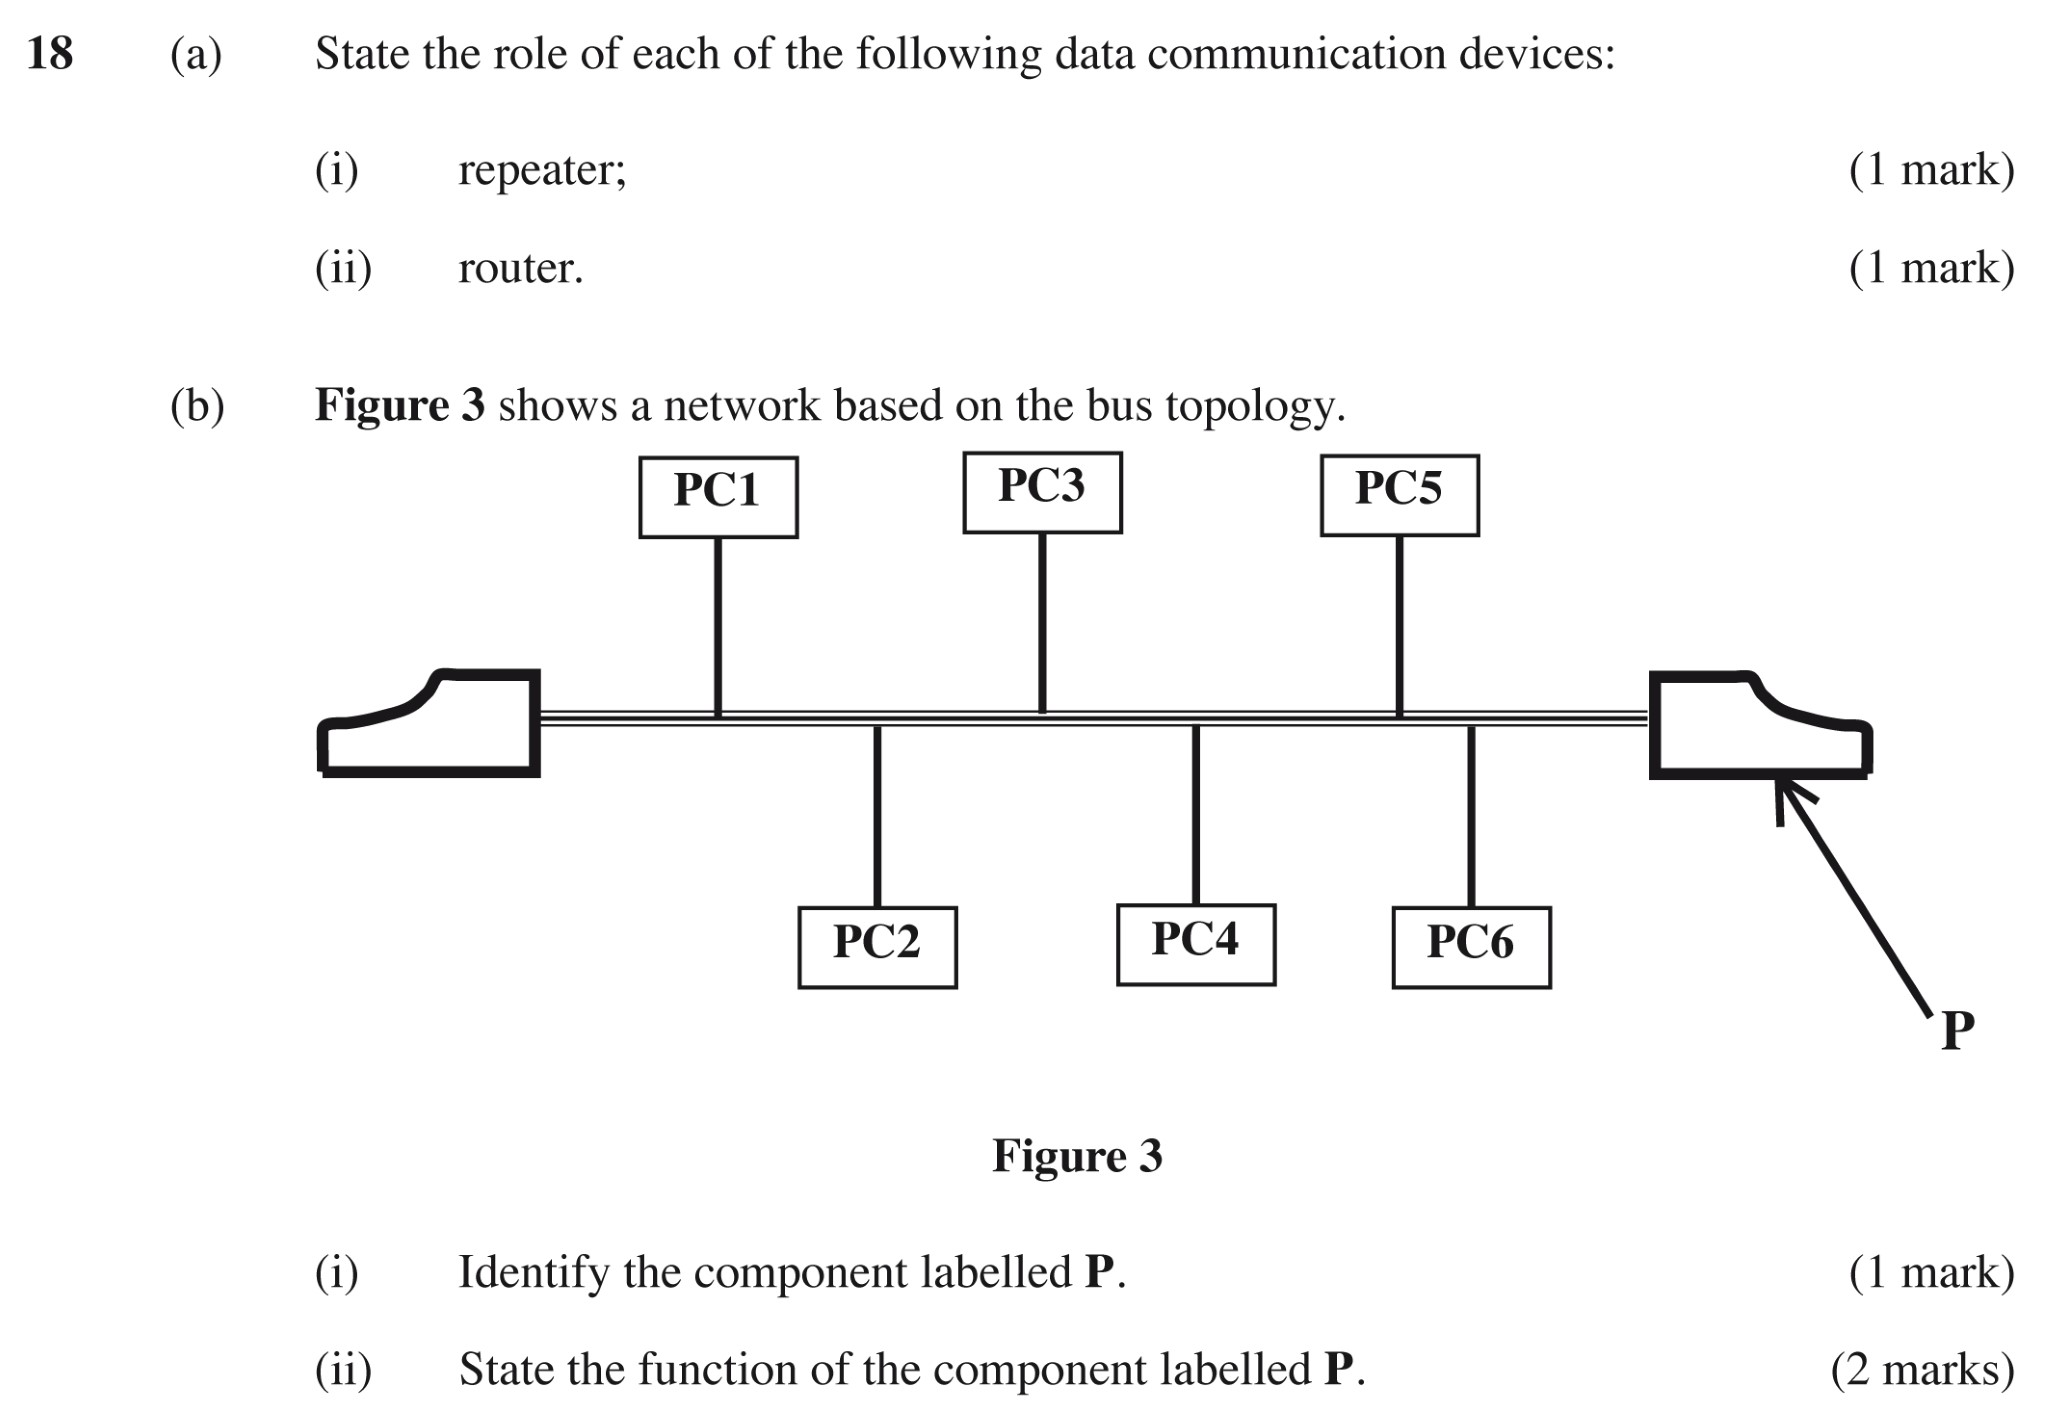 18 (a) State the role of each of the following data communication devices:
(i) repeater; (1 mark)
(ii) router. (1 mark)
(b) Figure 3 shows a network based on the bus topology.
PC1 PC3 PC5
PC2 PC4 PC6
P
Figure 3
(i) Identify the component labelled P. (1 mark)
(ii) State the function of the component labelled P. (2 marks)